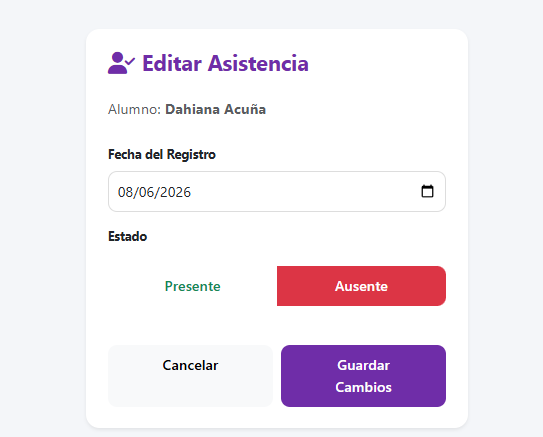 Editar Asistencia
Alumno: Dahiana Acuña
Fecha del Registro
08/06/2026
Estado
Presente Ausente
Cancelar Guardar
Cambios